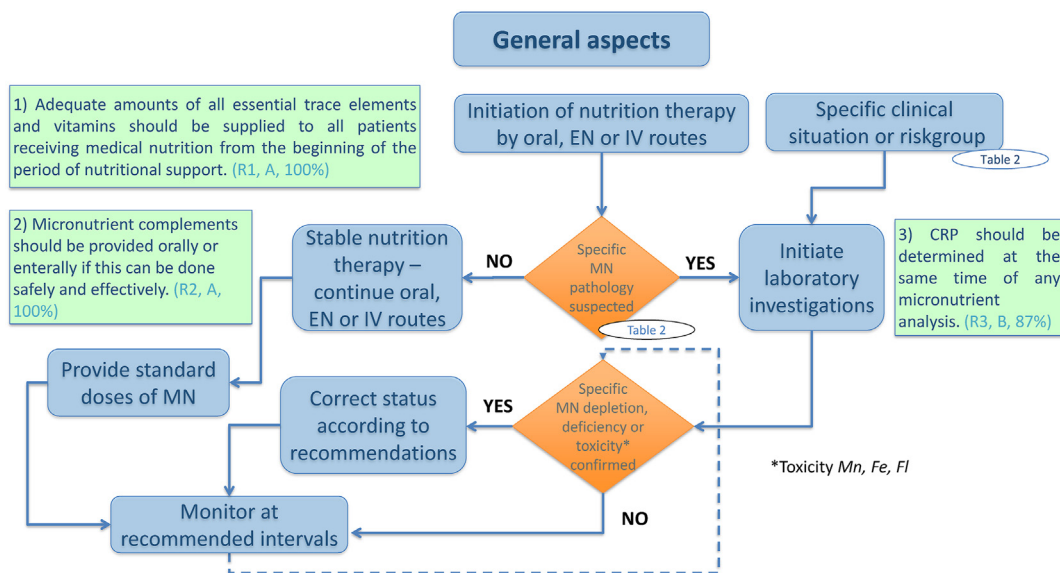 General aspects
1) Adequate amounts of all essential trace elements
and vitamins should be supplied to all patients
receiving medical nutrition from the beginning of the
period of nutritional support. (R1, A, 100%)
Initiation of nutrition therapy
by oral, EN or IV routes
Specific clinical
situation or riskgroup
Table 2
2) Micronutrient complements
should be provided orally or
enterally if this can be done
safely and effectively. (R2, A,
100%)
Stable nutrition
therapy –
continue oral,
EN or IV routes
NO
Specific
MN
pathology
suspected
YES
Table 2
Initiate
laboratory
investigations
3) CRP should be
determined at the
same time of any
micronutrient
analysis. (R3, B, 87%)
Provide standard
doses of MN
Correct status
according to
recommendations
YES
Specific
MN depletion,
deficiency or
toxicity*
confirmed
*Toxicity Mn, Fe, Fl
NO
Monitor at
recommended intervals